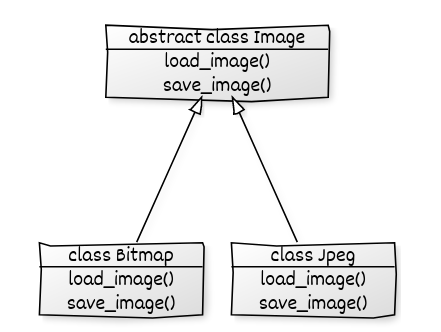 abstract class Image
load_image()
save_image()
class Bitmap
load_image()
save_image()
class Jpeg
load_image()
save_image()